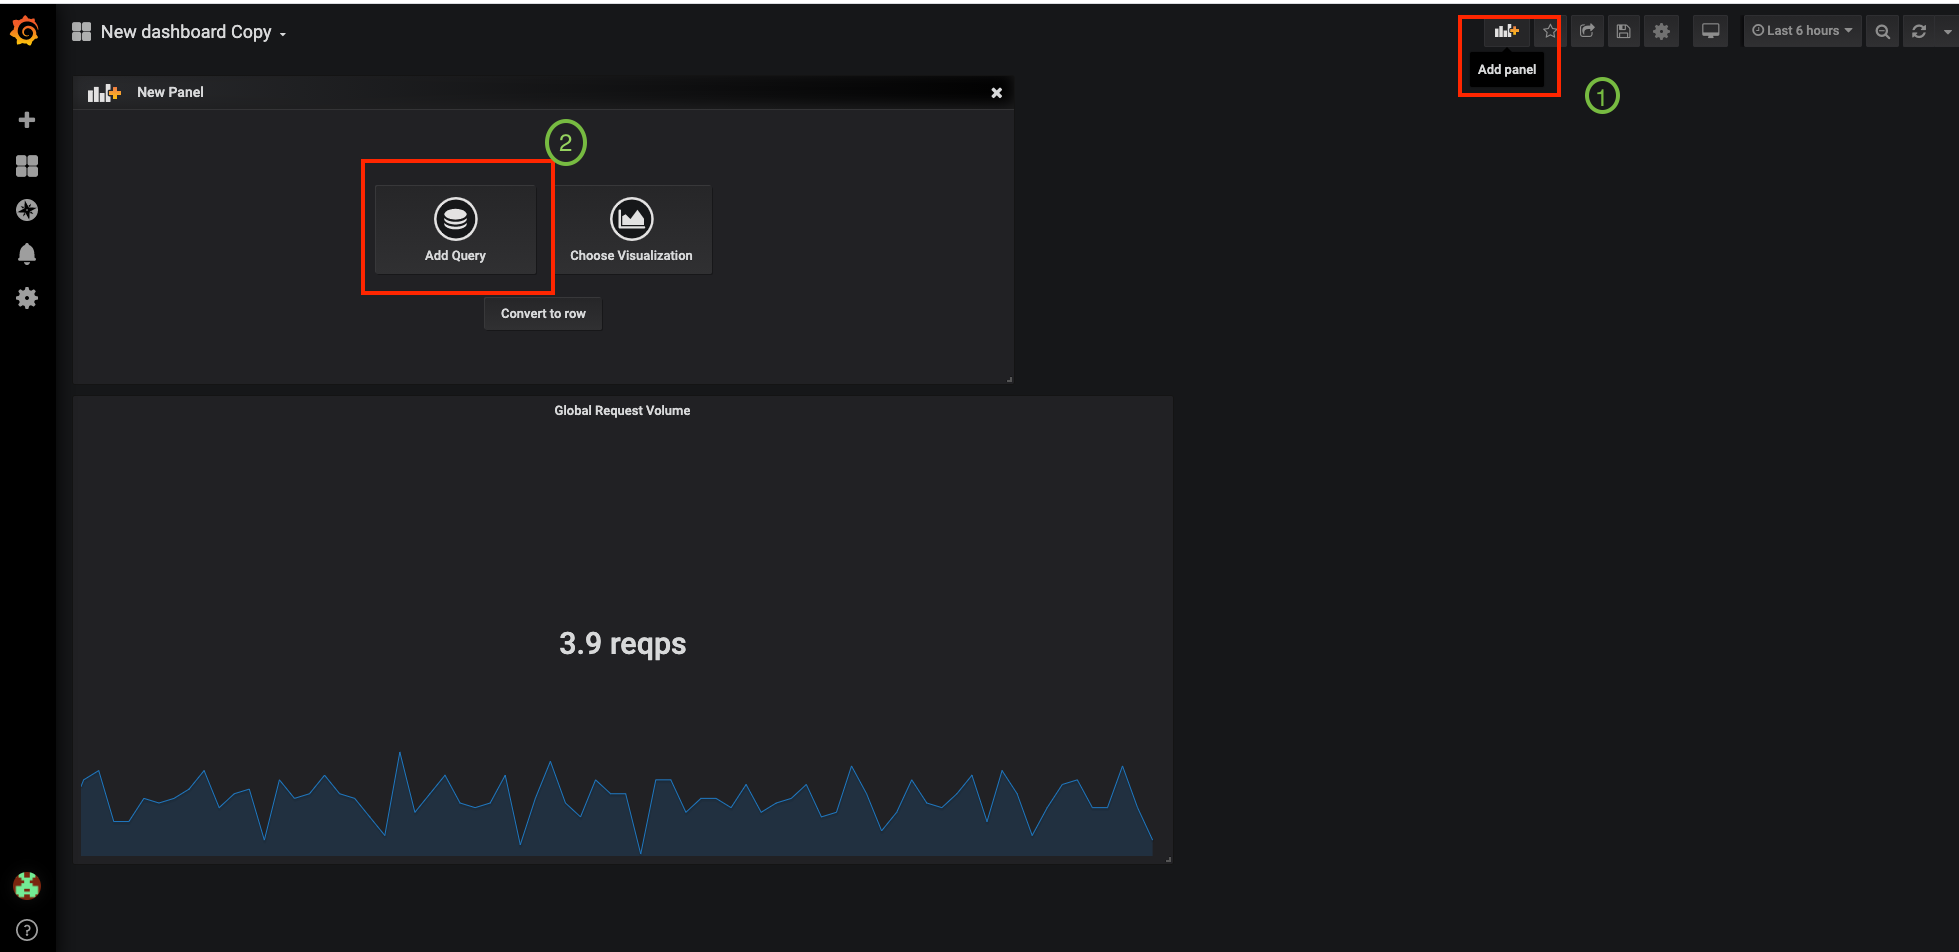 New dashboard Copy
Last 6 hours
Add panel
1
New Panel
2
Add Query
Choose Visualization
Convert to row
Global Request Volume
3.9 reqps
?